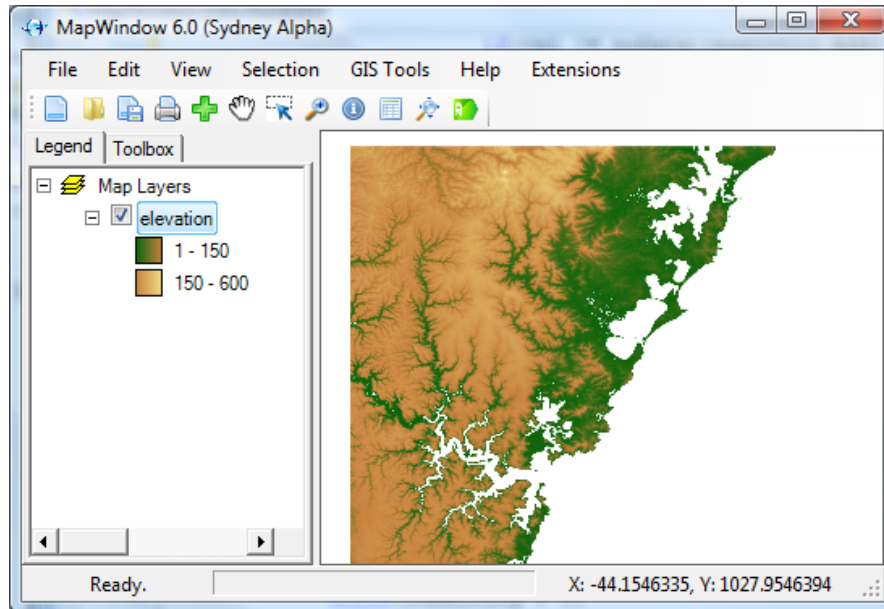 MapWindow 6.0 (Sydney Alpha)
File Edit View Selection GIS Tools Help Extensions
Legend Toolbox
Map Layers
elevation
1 - 150
150 - 600
Ready. X: -44.1546335, Y: 1027.9546394